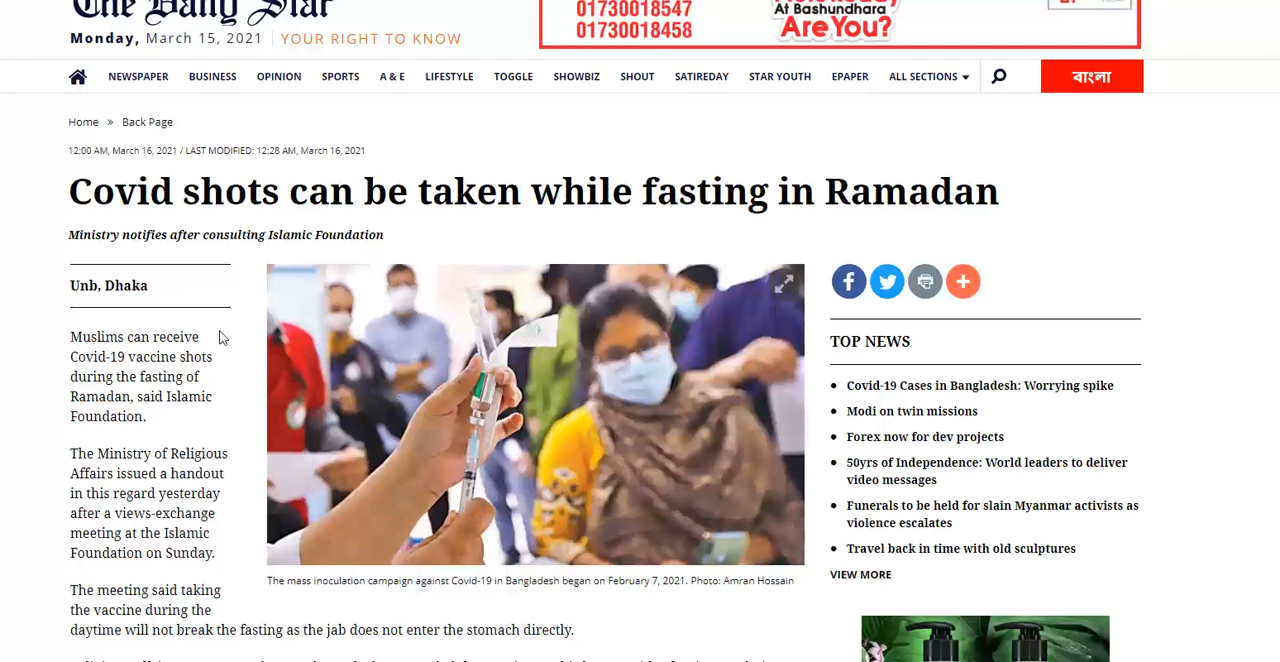 The Daily Star
Monday, March 15, 2021 YOUR RIGHT TO KNOW
01730018547
01730018458
At Bashundhara
Are You?
NEWSPAPER BUSINESS OPINION SPORTS A & E LIFESTYLE TOGGLE SHOWBIZ SHOUT SATIREDAY STAR YOUTH EPAPER ALL SECTIONS বাংলা
Home » Back Page
12:00 AM, March 16, 2021 / LAST MODIFIED: 12:28 AM, March 16, 2021
Covid shots can be taken while fasting in Ramadan
Ministry notifies after consulting Islamic Foundation
Unb, Dhaka
Muslims can receive
Covid-19 vaccine shots
during the fasting of
Ramadan, said Islamic
Foundation.
The Ministry of Religious
Affairs issued a handout
in this regard yesterday
after a views-exchange
meeting at the Islamic
Foundation on Sunday.
The meeting said taking
the vaccine during the
daytime will not break the fasting as the jab does not enter the stomach directly.
The mass inoculation campaign against Covid-19 in Bangladesh began on February 7, 2021. Photo: Amran Hossain
TOP NEWS
• Covid-19 Cases in Bangladesh: Worrying spike
• Modi on twin missions
• Forex now for dev projects
• 50yrs of Independence: World leaders to deliver
video messages
• Funerals to be held for slain Myanmar activists as
violence escalates
• Travel back in time with old sculptures
VIEW MORE